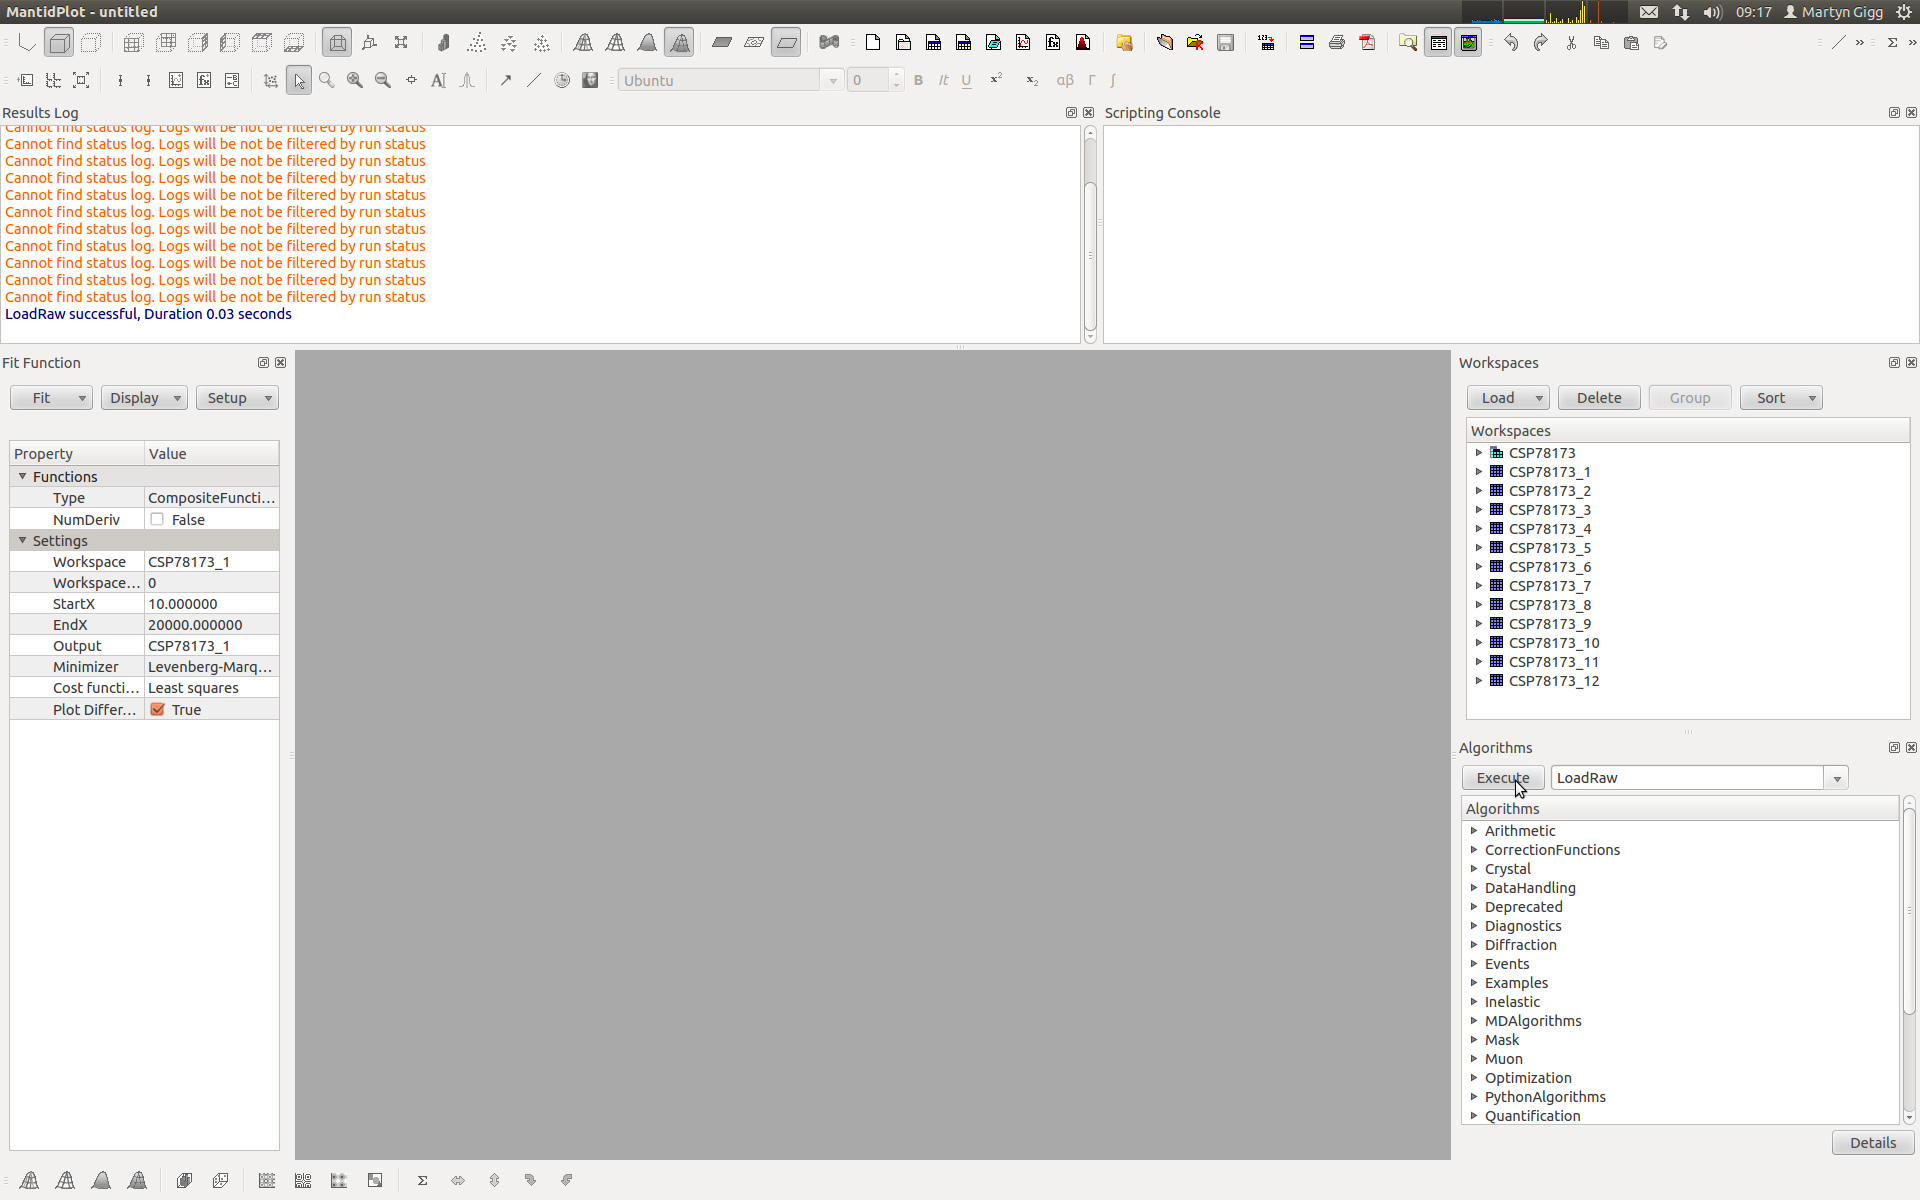 MantidPlot - untitled
09:17 Martyn Gigg
Ubuntu 0 B It U x² x₂ αβ Γ ∫
Results Log
Cannot find status log. Logs will be not be filtered by run status
Cannot find status log. Logs will be not be filtered by run status
Cannot find status log. Logs will be not be filtered by run status
Cannot find status log. Logs will be not be filtered by run status
Cannot find status log. Logs will be not be filtered by run status
Cannot find status log. Logs will be not be filtered by run status
Cannot find status log. Logs will be not be filtered by run status
Cannot find status log. Logs will be not be filtered by run status
Cannot find status log. Logs will be not be filtered by run status
Cannot find status log. Logs will be not be filtered by run status
Cannot find status log. Logs will be not be filtered by run status
LoadRaw successful, Duration 0.03 seconds
Scripting Console
Fit Function
Fit Display Setup
Property Value
Functions
Type CompositeFuncti...
NumDeriv False
Settings
Workspace CSP78173_1
Workspace... 0
StartX 10.000000
EndX 20000.000000
Output CSP78173_1
Minimizer Levenberg-Marq...
Cost functi... Least squares
Plot Differ... True
Workspaces
Load Delete Group Sort
Workspaces
CSP78173
CSP78173_1
CSP78173_2
CSP78173_3
CSP78173_4
CSP78173_5
CSP78173_6
CSP78173_7
CSP78173_8
CSP78173_9
CSP78173_10
CSP78173_11
CSP78173_12
Algorithms
Execute LoadRaw
Algorithms
Arithmetic
CorrectionFunctions
Crystal
DataHandling
Deprecated
Diagnostics
Diffraction
Events
Examples
Inelastic
MDAlgorithms
Mask
Muon
Optimization
PythonAlgorithms
Quantification
Details